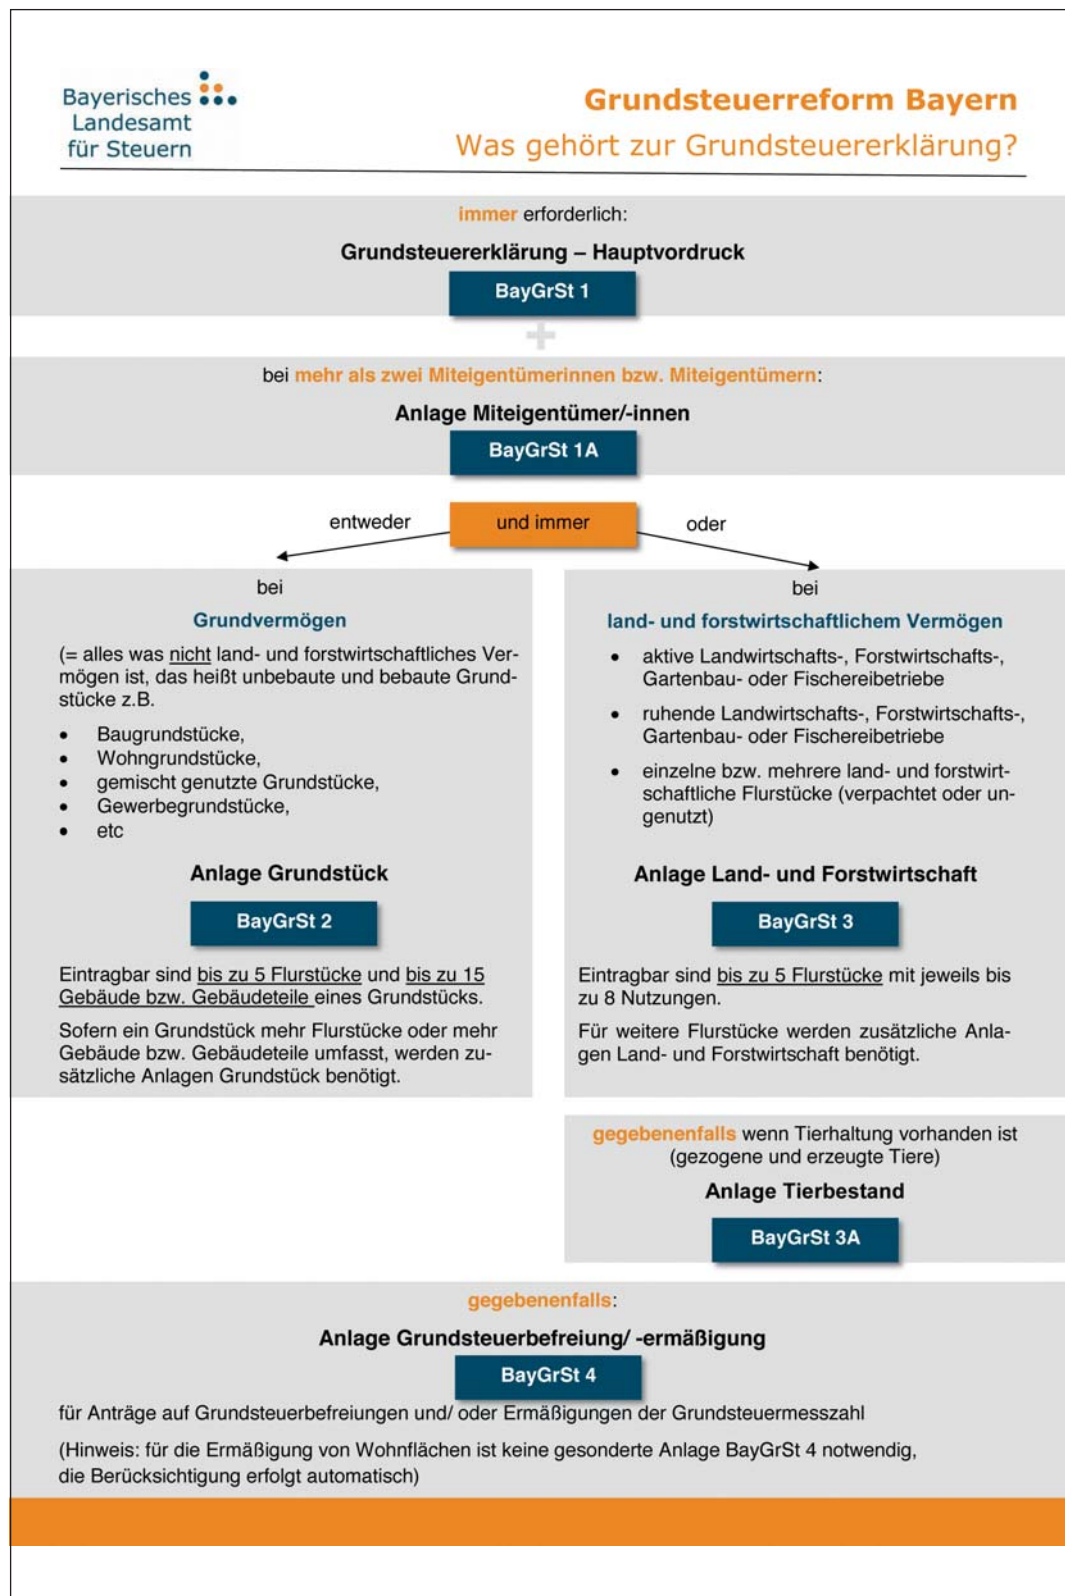 Bayerisches
Landesamt
für Steuern
Grundsteuerreform Bayern
Was gehört zur Grundsteuererklärung?
immer erforderlich:
Grundsteuererklärung – Hauptvordruck
BayGrSt 1
+
bei mehr als zwei Miteigentümerinnen bzw. Miteigentümern:
Anlage Miteigentümer/-innen
BayGrSt 1A
entweder
und immer
oder
bei
Grundvermögen
(= alles was nicht land- und forstwirtschaftliches Ver-
mögen ist, das heißt unbebaute und bebaute Grund-
stücke z.B.
• Baugrundstücke,
• Wohngrundstücke,
• gemischt genutzte Grundstücke,
• Gewerbegrundstücke,
• etc
Anlage Grundstück
BayGrSt 2
Eintragbar sind bis zu 5 Flurstücke und bis zu 15
Gebäude bzw. Gebäudeteile eines Grundstücks.
Sofern ein Grundstück mehr Flurstücke oder mehr
Gebäude bzw. Gebäudeteile umfasst, werden zu-
sätzliche Anlagen Grundstück benötigt.
bei
land- und forstwirtschaftlichem Vermögen
• aktive Landwirtschafts-, Forstwirtschafts-,
Gartenbau- oder Fischereibetriebe
• ruhende Landwirtschafts-, Forstwirtschafts-,
Gartenbau- oder Fischereibetriebe
• einzelne bzw. mehrere land- und forstwirt-
schaftliche Flurstücke (verpachtet oder un-
genutzt)
Anlage Land- und Forstwirtschaft
BayGrSt 3
Eintragbar sind bis zu 5 Flurstücke mit jeweils bis
zu 8 Nutzungen.
Für weitere Flurstücke werden zusätzliche Anla-
gen Land- und Forstwirtschaft benötigt.
gegebenenfalls wenn Tierhaltung vorhanden ist
(gezogene und erzeugte Tiere)
Anlage Tierbestand
BayGrSt 3A
gegebenenfalls:
Anlage Grundsteuerbefreiung/ -ermäßigung
BayGrSt 4
für Anträge auf Grundsteuerbefreiungen und/ oder Ermäßigungen der Grundsteuermesszahl
(Hinweis: für die Ermäßigung von Wohnflächen ist keine gesonderte Anlage BayGrSt 4 notwendig,
die Berücksichtigung erfolgt automatisch)